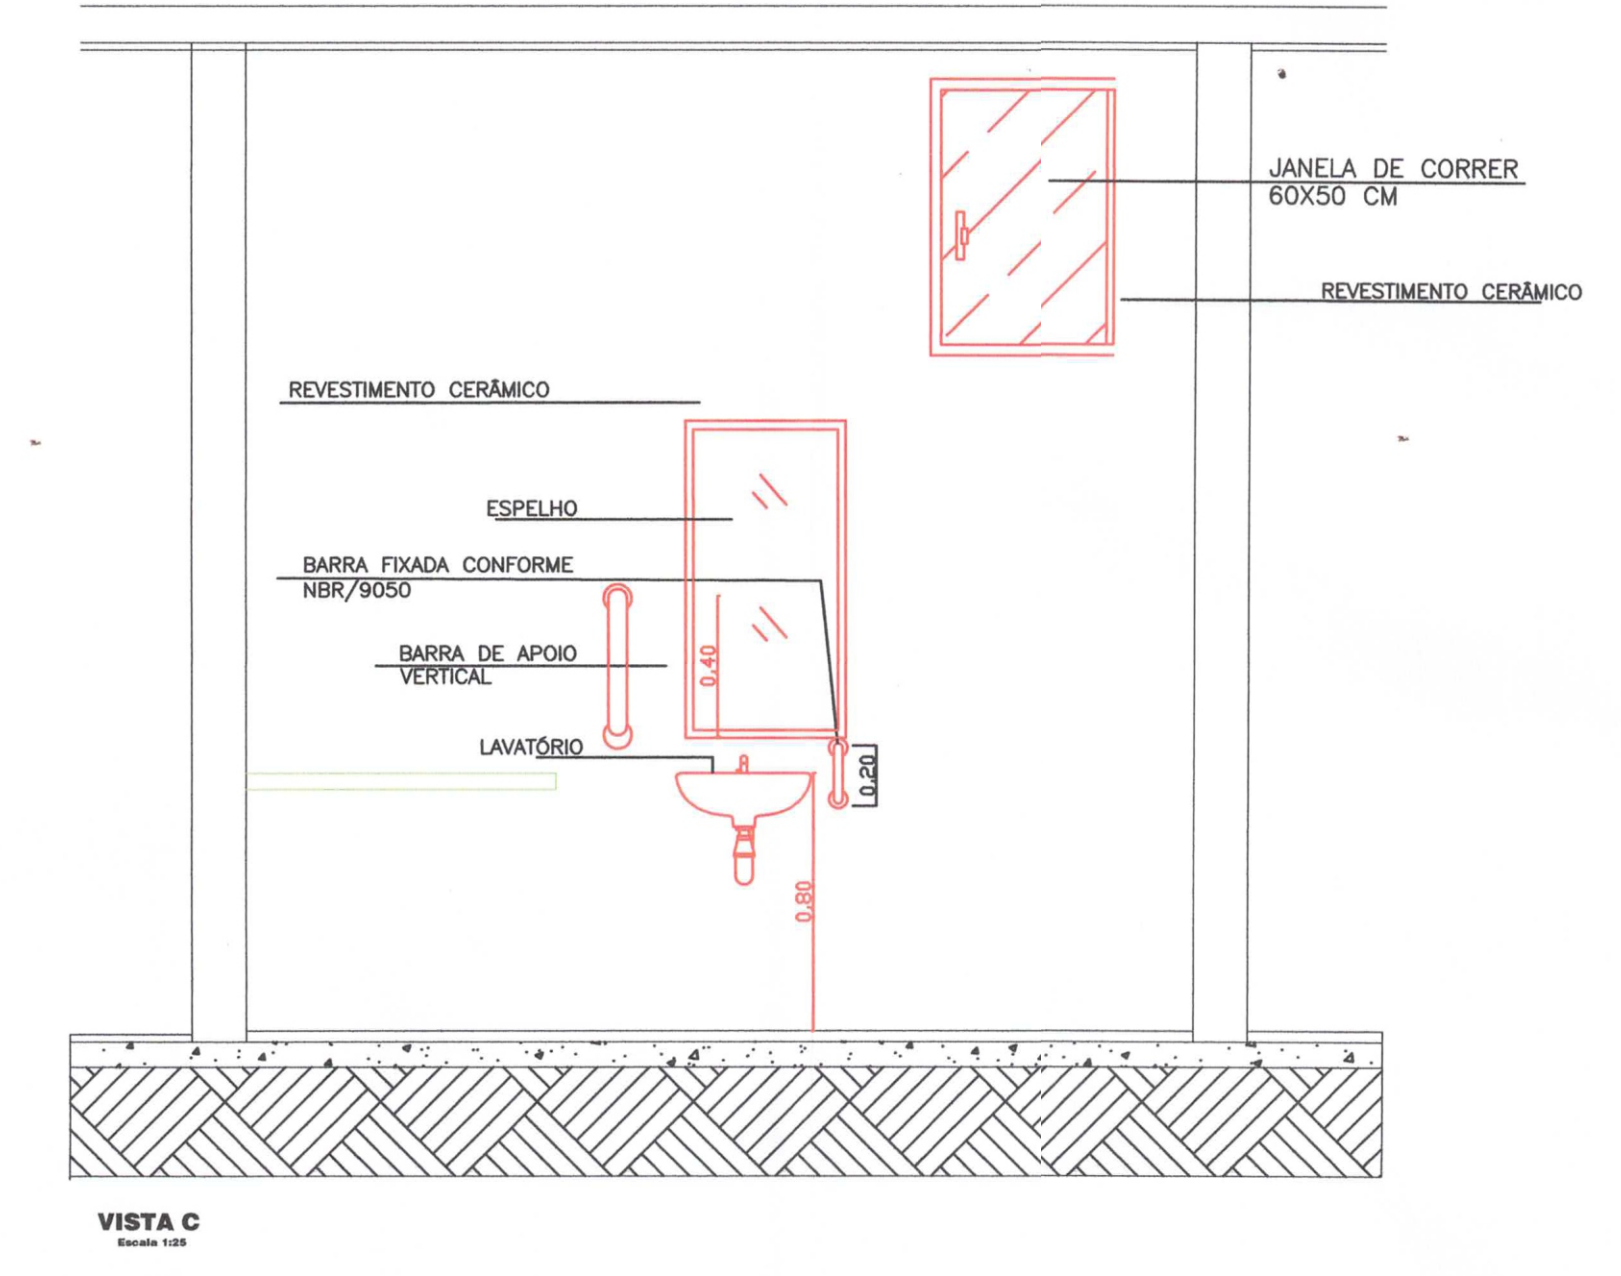 JANELA DE CORRER
60X50 CM
REVESTIMENTO CERÂMICO
REVESTIMENTO CERÂMICO
ESPELHO
BARRA FIXADA CONFORME
NBR/9050
BARRA DE APOIO
VERTICAL
0,40
LAVATÓRIO
0,20
0,80
VISTA C
Escala 1:25